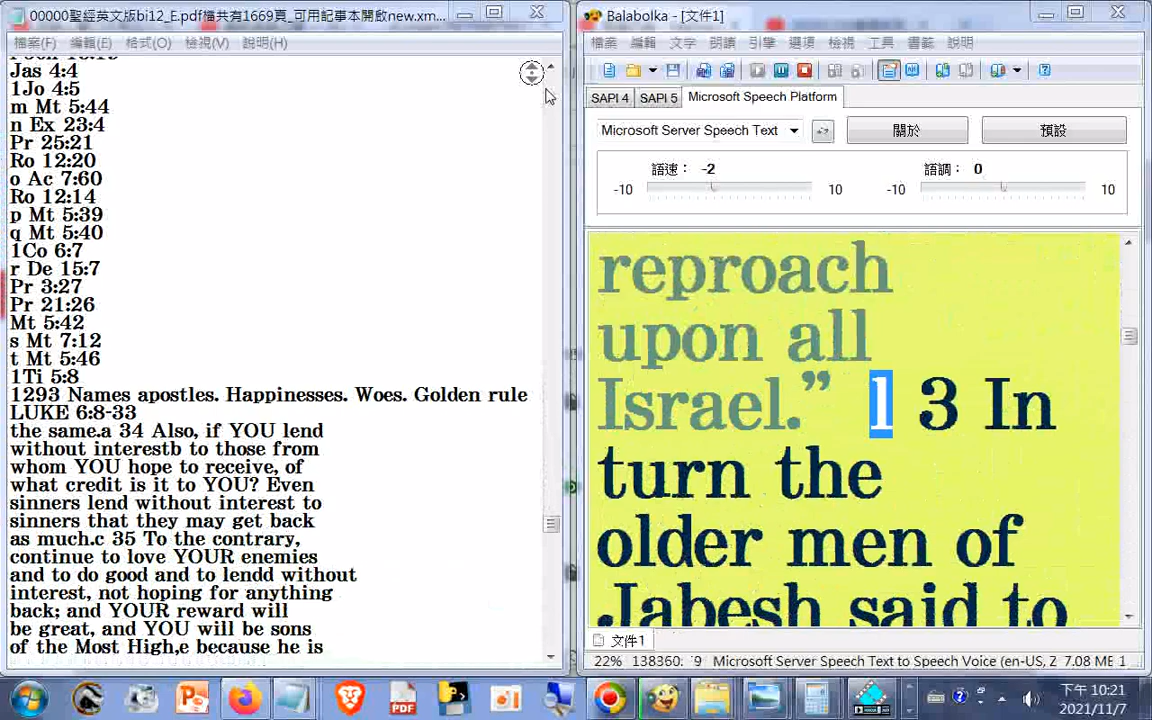 00000聖經英文版bi12_E.pdf檔共有1669頁_可用記事本開啟new.xm...
檔案(F) 編輯(E) 格式(O) 檢視(V) 說明(H)
Jas 4:4
1Jo 4:5
m Mt 5:44
n Ex 23:4
Pr 25:21
Ro 12:20
o Ac 7:60
Ro 12:14
p Mt 5:39
q Mt 5:40
1Co 6:7
r De 15:7
Pr 3:27
Pr 21:26
Mt 5:42
s Mt 7:12
t Mt 5:46
1Ti 5:8
1293 Names apostles. Happinesses. Woes. Golden rule
LUKE 6:8-33
the same.a 34 Also, if YOU lend
without interestb to those from
whom YOU hope to receive, of
what credit is it to YOU? Even
sinners lend without interest to
sinners that they may get back
as much.c 35 To the contrary,
continue to love YOUR enemies
and to do good and to lendd without
interest, not hoping for anything
back; and YOUR reward will
be great, and YOU will be sons
of the Most High,e because he is
Balabolka - [文件1]
檔案 編輯 文字 朗讀 引擎 選項 檢視 工具 書籤 說明
SAPI 4 SAPI 5 Microsoft Speech Platform
Microsoft Server Speech Text 關於 預設
語速： -2 語調： 0
-10 10 -10 10
reproach
upon all
Israel.” 1 3 In
turn the
older men of
Jabesh said to
文件1
22% 138360. Microsoft Server Speech Text to Speech Voice (en-US, Z 7.08 ME 1
PDF
下午 10:21
2021/11/7